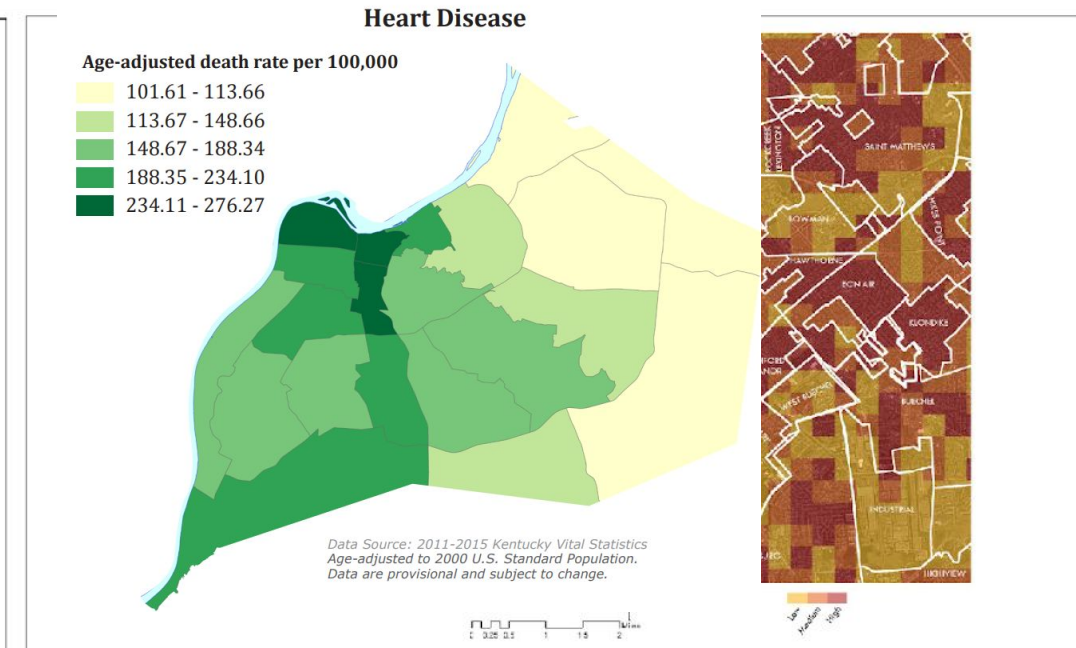 Heart Disease
Age-adjusted death rate per 100,000
101.61 - 113.66
113.67 - 148.66
148.67 - 188.34
188.35 - 234.10
234.11 - 276.27
LEXINGTON
SAINT MATTHEWS
BOWMAN
HAWTHORNE
BON AIR
KLONDIKE
WEST BUECHEL
BUECHEL
INDUSTRIAL
HIGHVIEW
Data Source: 2011-2015 Kentucky Vital Statistics
Age-adjusted to 2000 U.S. Standard Population.
Data are provisional and subject to change.
0 0.25 0.5 1 1.5 2
Miles
Low
Medium
High